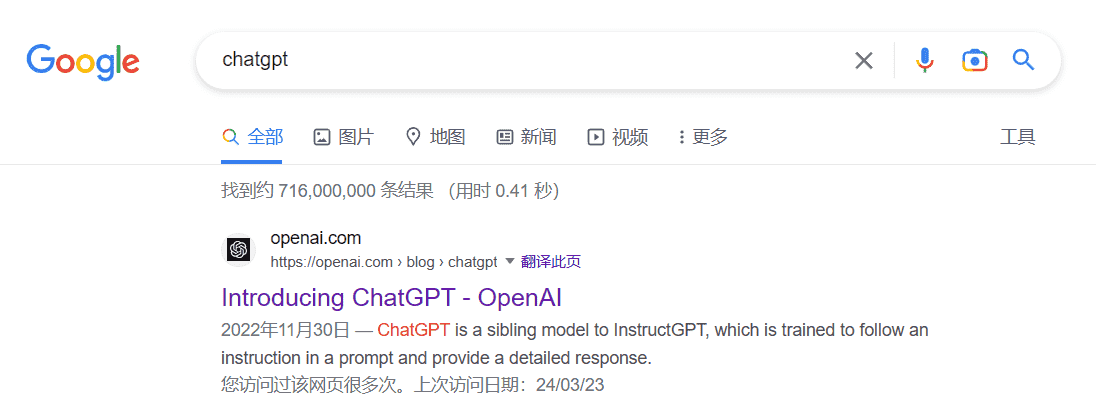 Google
chatgpt
全部 图片 地图 新闻 视频 更多 工具
找到约 716,000,000 条结果 （用时 0.41 秒）
openai.com
https://openai.com › blog › chatgpt 翻译此页
Introducing ChatGPT - OpenAI
2022年11月30日 — ChatGPT is a sibling model to InstructGPT, which is trained to follow an
instruction in a prompt and provide a detailed response.
您访问过该网页很多次。上次访问日期：24/03/23